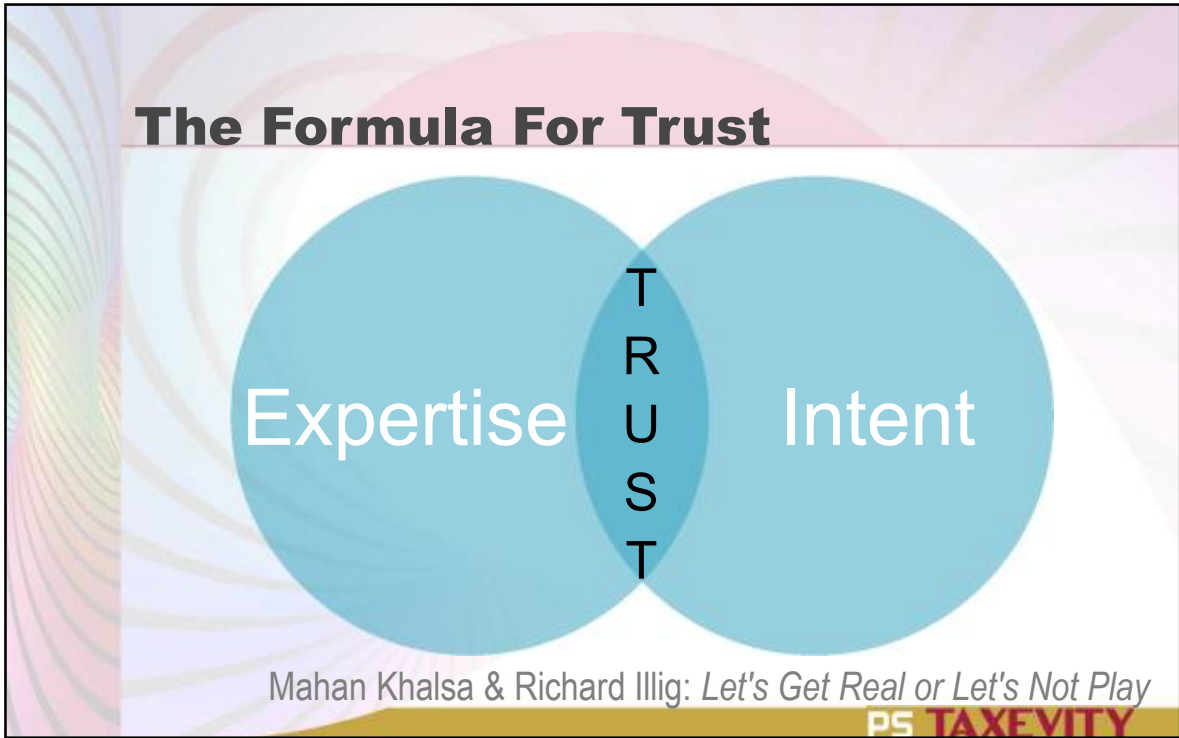 The Formula For Trust
Expertise
T
R
U
S
T
Intent
Mahan Khalsa & Richard Illig: Let's Get Real or Let's Not Play
PS TAXEVITY